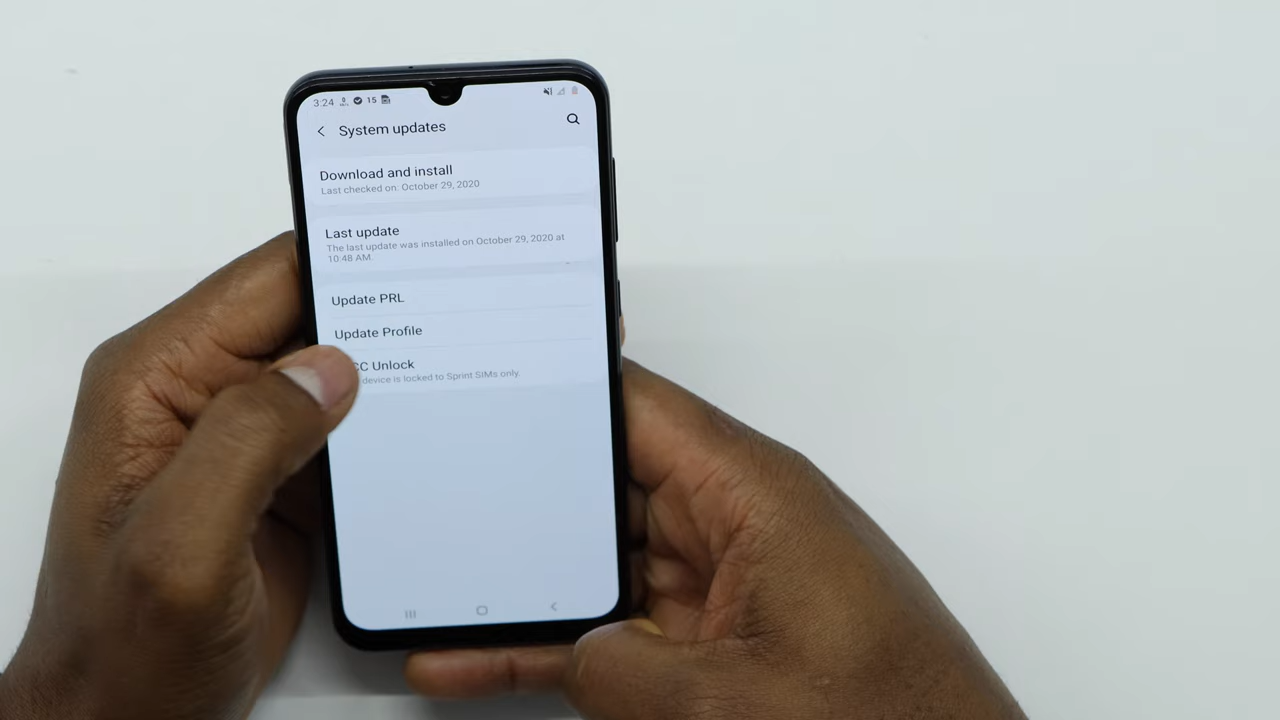 3:24 15
System updates
Download and install
Last checked on: October 29, 2020
Last update
The last update was installed on October 29, 2020 at
10:48 AM.
Update PRL
Update Profile
CC Unlock
device is locked to Sprint SIMs only.